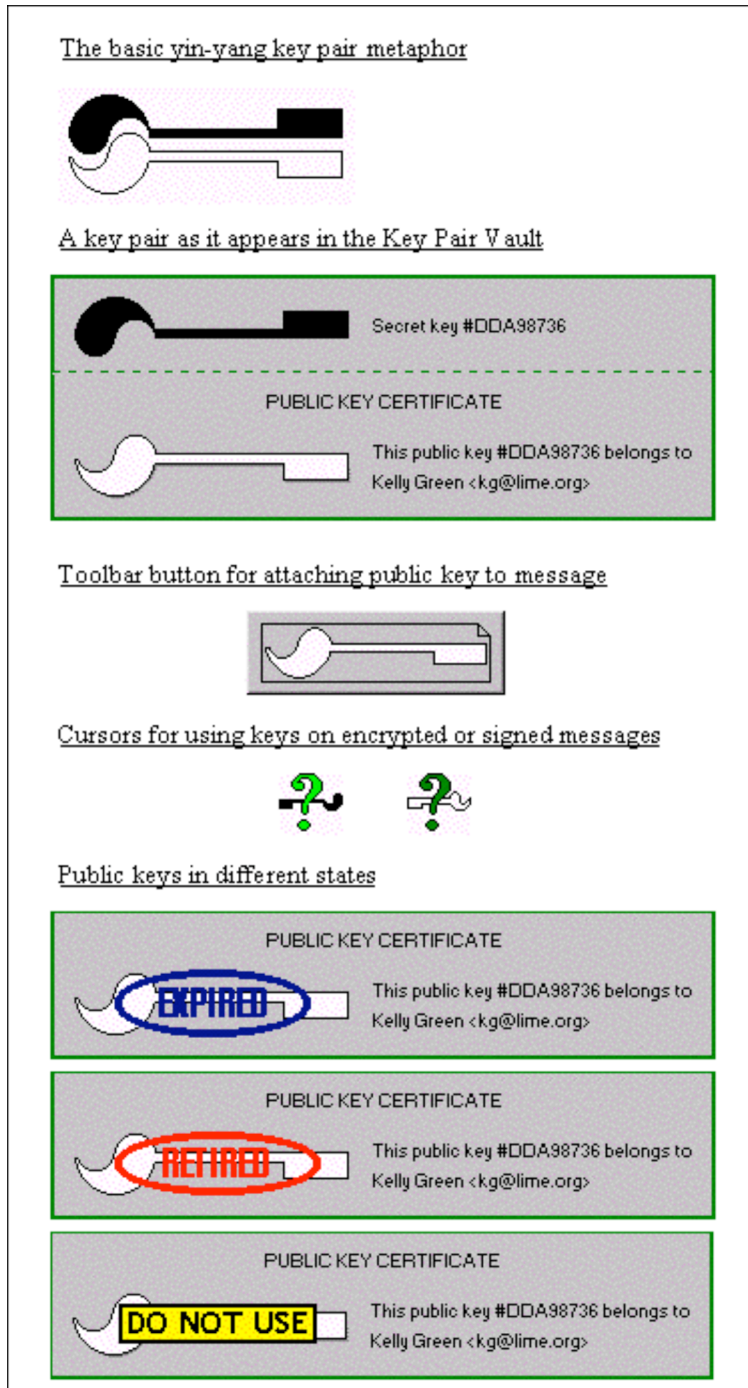 The basic yin-yang key pair metaphor
A key pair as it appears in the Key Pair Vault
Secret key #DDA98736
PUBLIC KEY CERTIFICATE
This public key #DDA98736 belongs to
Kelly Green <kg@lime.org>
Toolbar button for attaching public key to message
Cursors for using keys on encrypted or signed messages
?
?
Public keys in different states
PUBLIC KEY CERTIFICATE
EXPIRED
This public key #DDA98736 belongs to
Kelly Green <kg@lime.org>
PUBLIC KEY CERTIFICATE
RETIRED
This public key #DDA98736 belongs to
Kelly Green <kg@lime.org>
PUBLIC KEY CERTIFICATE
DO NOT USE
This public key #DDA98736 belongs to
Kelly Green <kg@lime.org>